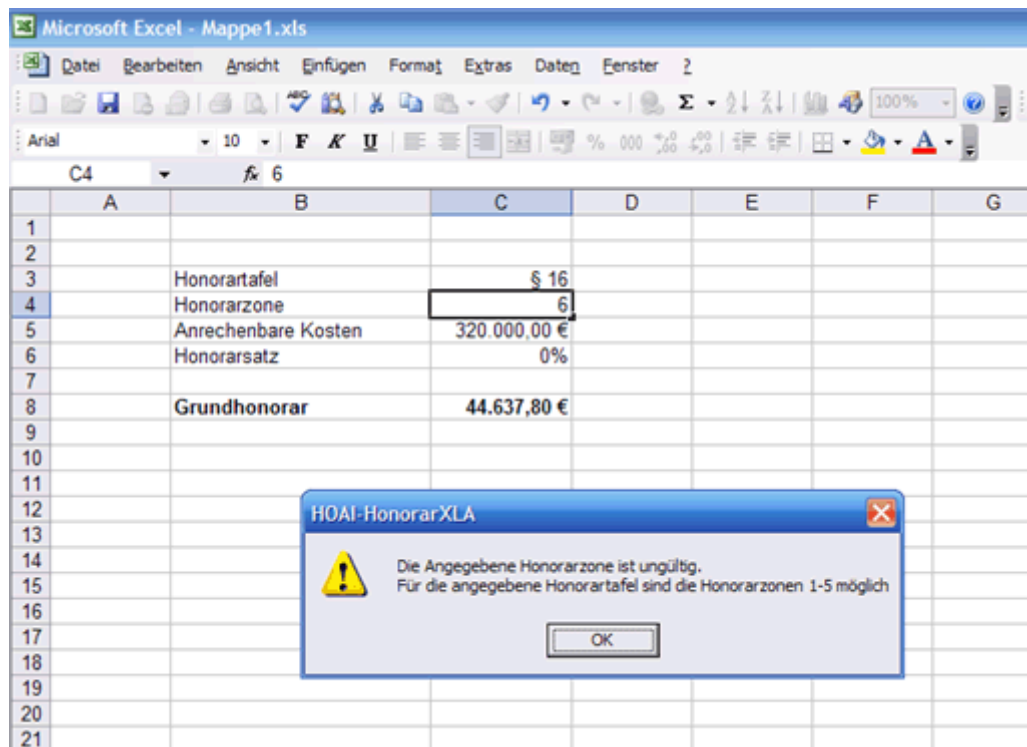 Microsoft Excel - Mappe1.xls
Datei Bearbeiten Ansicht Einfügen Format Extras Daten Fenster ?
Σ 100%
Arial 10 F K U % 000 A
C4 fx 6
A B C D E F G
1
2
3 Honorartafel § 16
4 Honorarzone 6
5 Anrechenbare Kosten 320.000,00 €
6 Honorarsatz 0%
7
8 Grundhonorar 44.637,80 €
9
10
11
12 HOAI-HonorarXLA
13
14 Die Angegebene Honorarzone ist ungültig.
15 Für die angegebene Honorartafel sind die Honorarzonen 1-5 möglich
16
17 OK
18
19
20
21